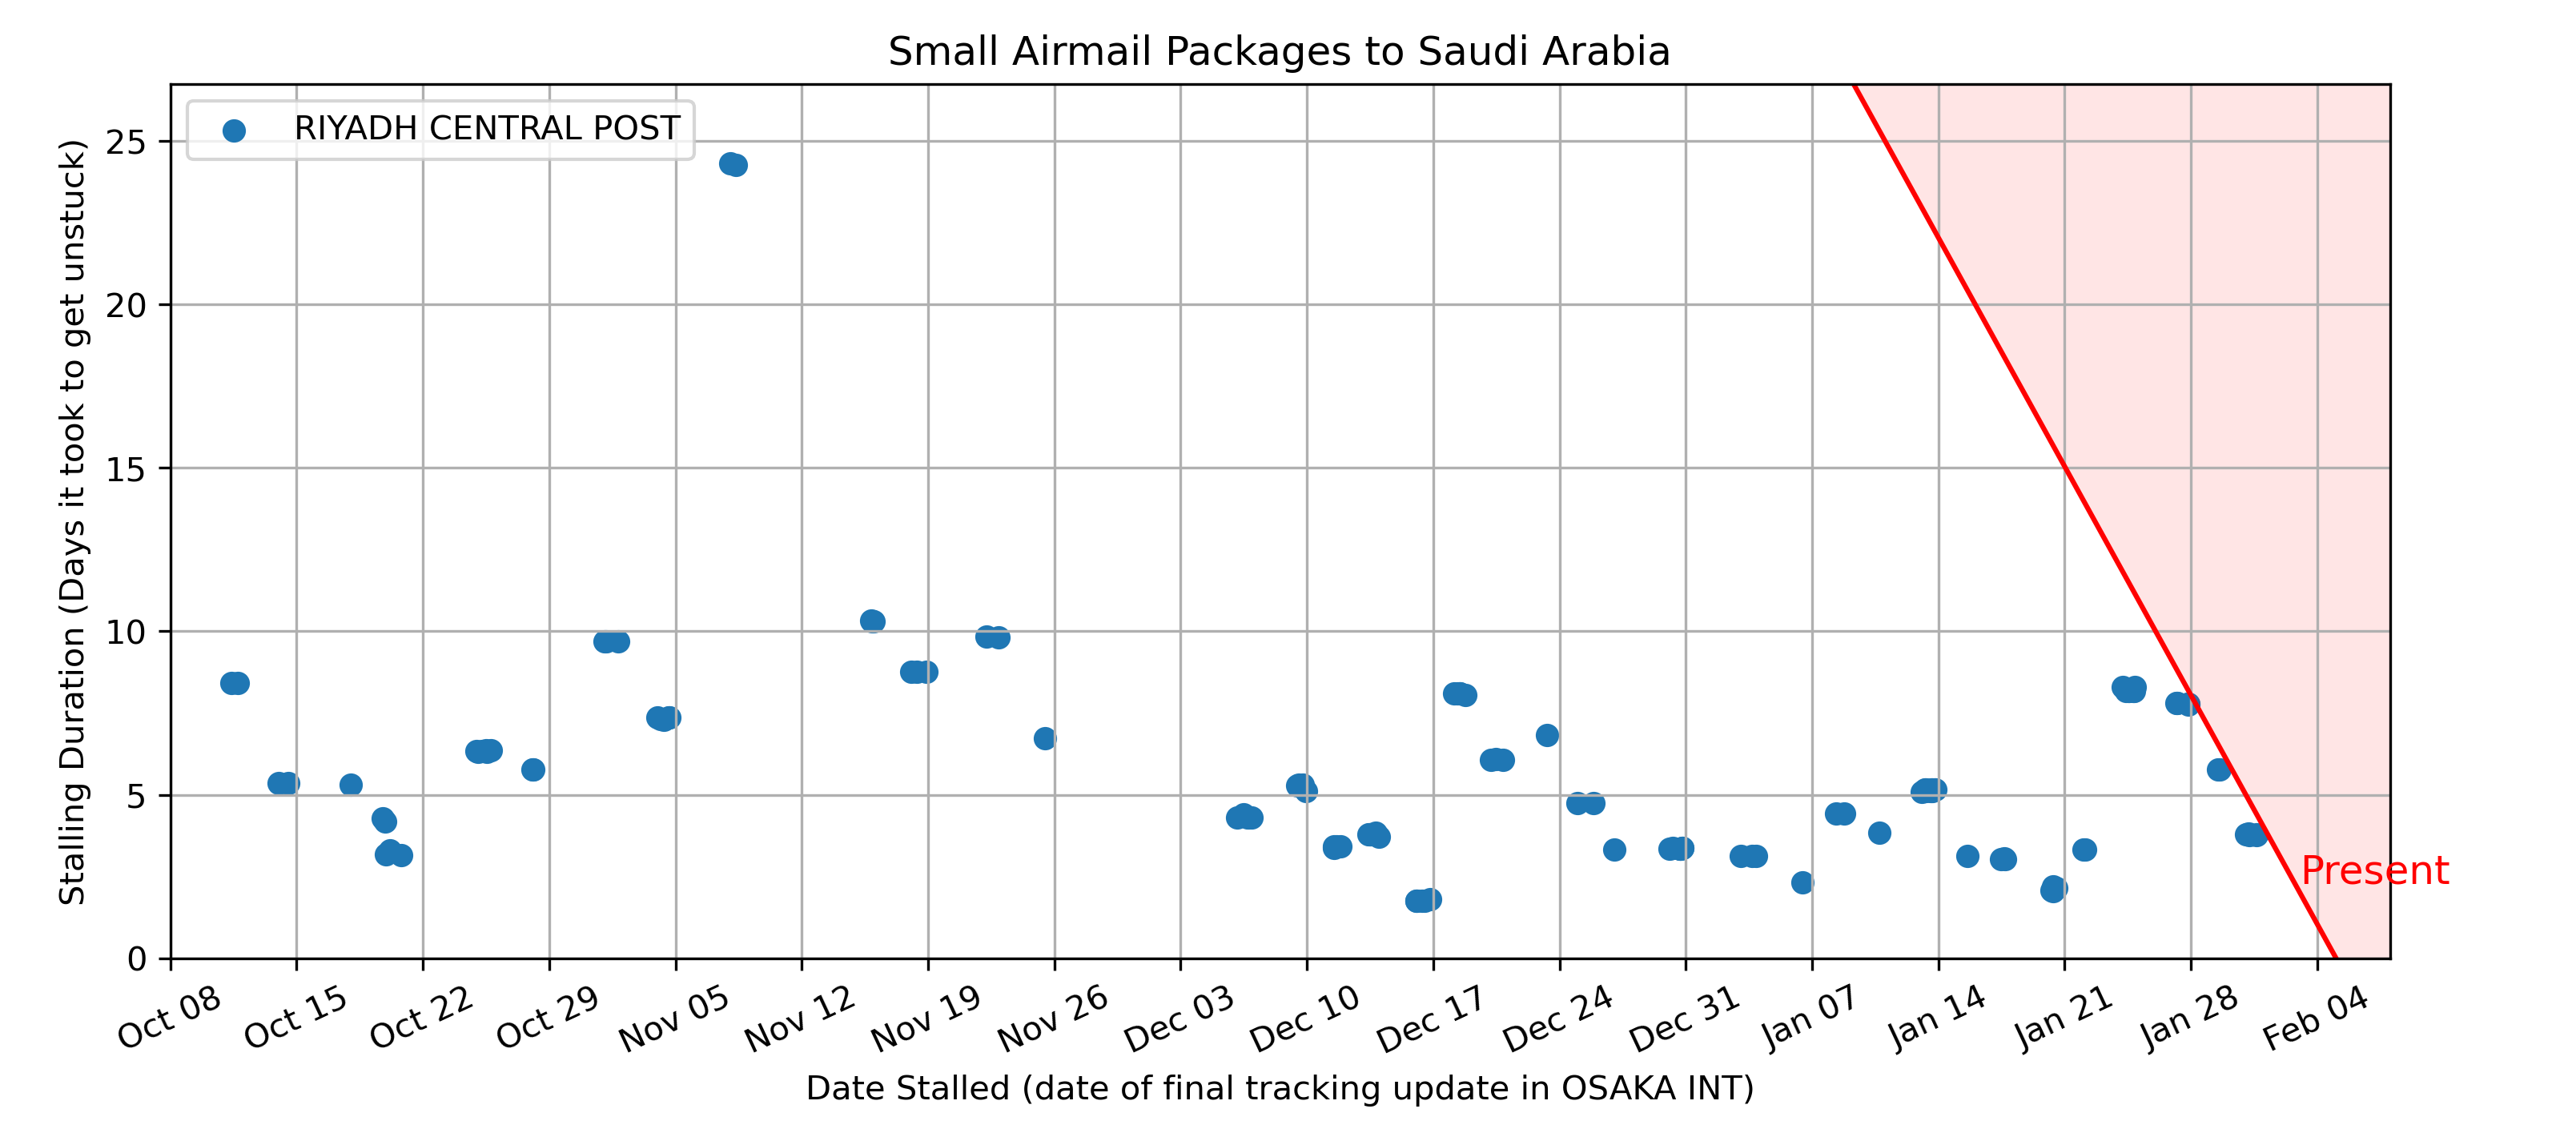 Small Airmail Packages to Saudi Arabia
RIYADH CENTRAL POST
Stalling Duration (Days it took to get unstuck)
25
20
15
10
5
0
Present
Oct 08
Oct 15
Oct 22
Oct 29
Nov 05
Nov 12
Nov 19
Nov 26
Dec 03
Dec 10
Dec 17
Dec 24
Dec 31
Jan 07
Jan 14
Jan 21
Jan 28
Feb 04
Date Stalled (date of final tracking update in OSAKA INT)